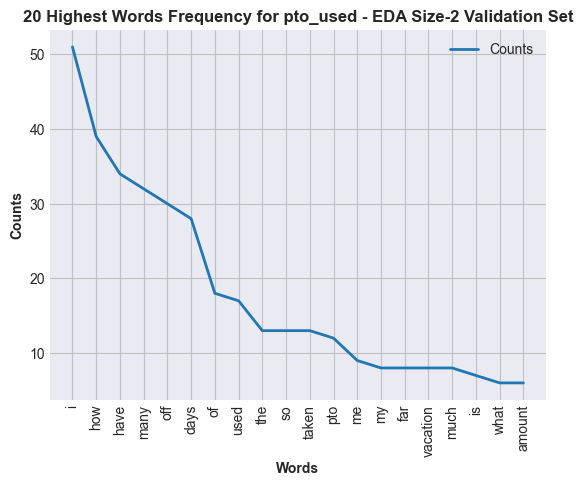 20 Highest Words Frequency for pto_used - EDA Size-2 Validation Set
Counts
50
40
30
20
10
Counts
i
how
have
many
off
days
of
used
the
so
taken
pto
me
my
far
vacation
much
is
what
amount
Words